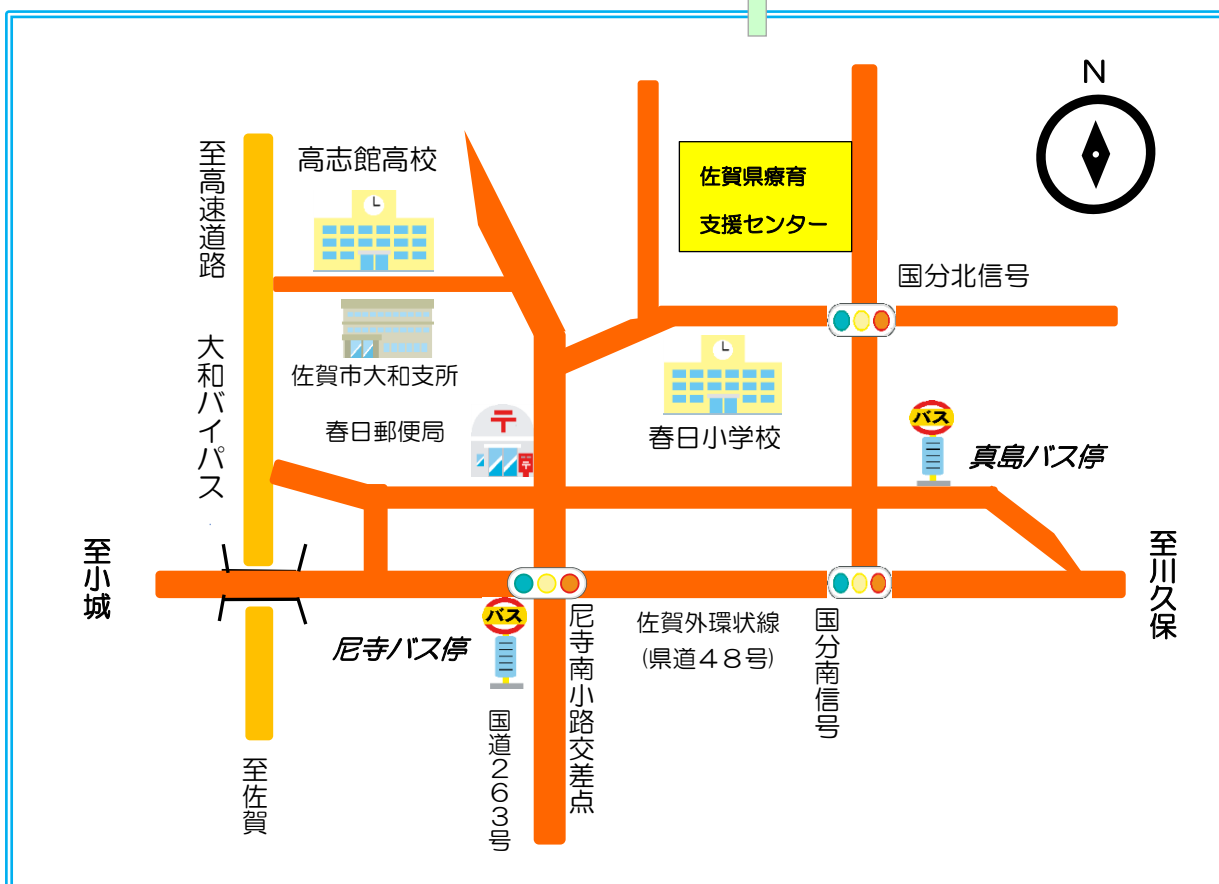 N
至高速道路
高志館高校
佐賀県療育
支援センター
国分北信号
大和バイパス
佐賀市大和支所
春日郵便局
〒
〒
春日小学校
バス
真島バス停
至小城
至川久保
バス
尼寺バス停
尼寺南小路交差点
佐賀外環状線
(県道４８号)
国分南信号
国道２６３号
至佐賀